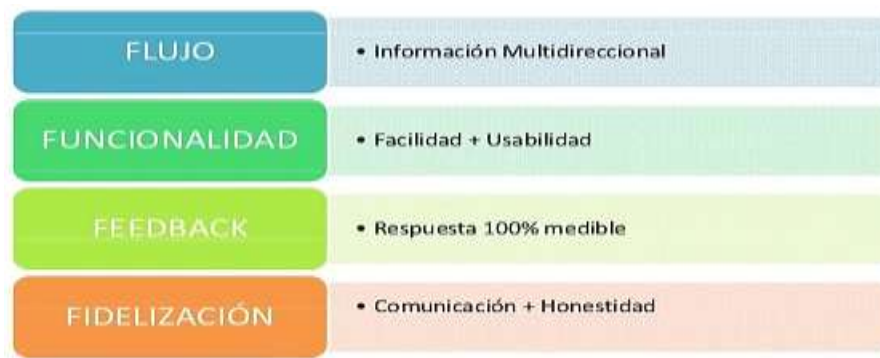 FLUJO
• Información Multidireccional
FUNCIONALIDAD
• Facilidad + Usabilidad
FEEDBACK
• Respuesta 100% medible
FIDELIZACIÓN
• Comunicación + Honestidad